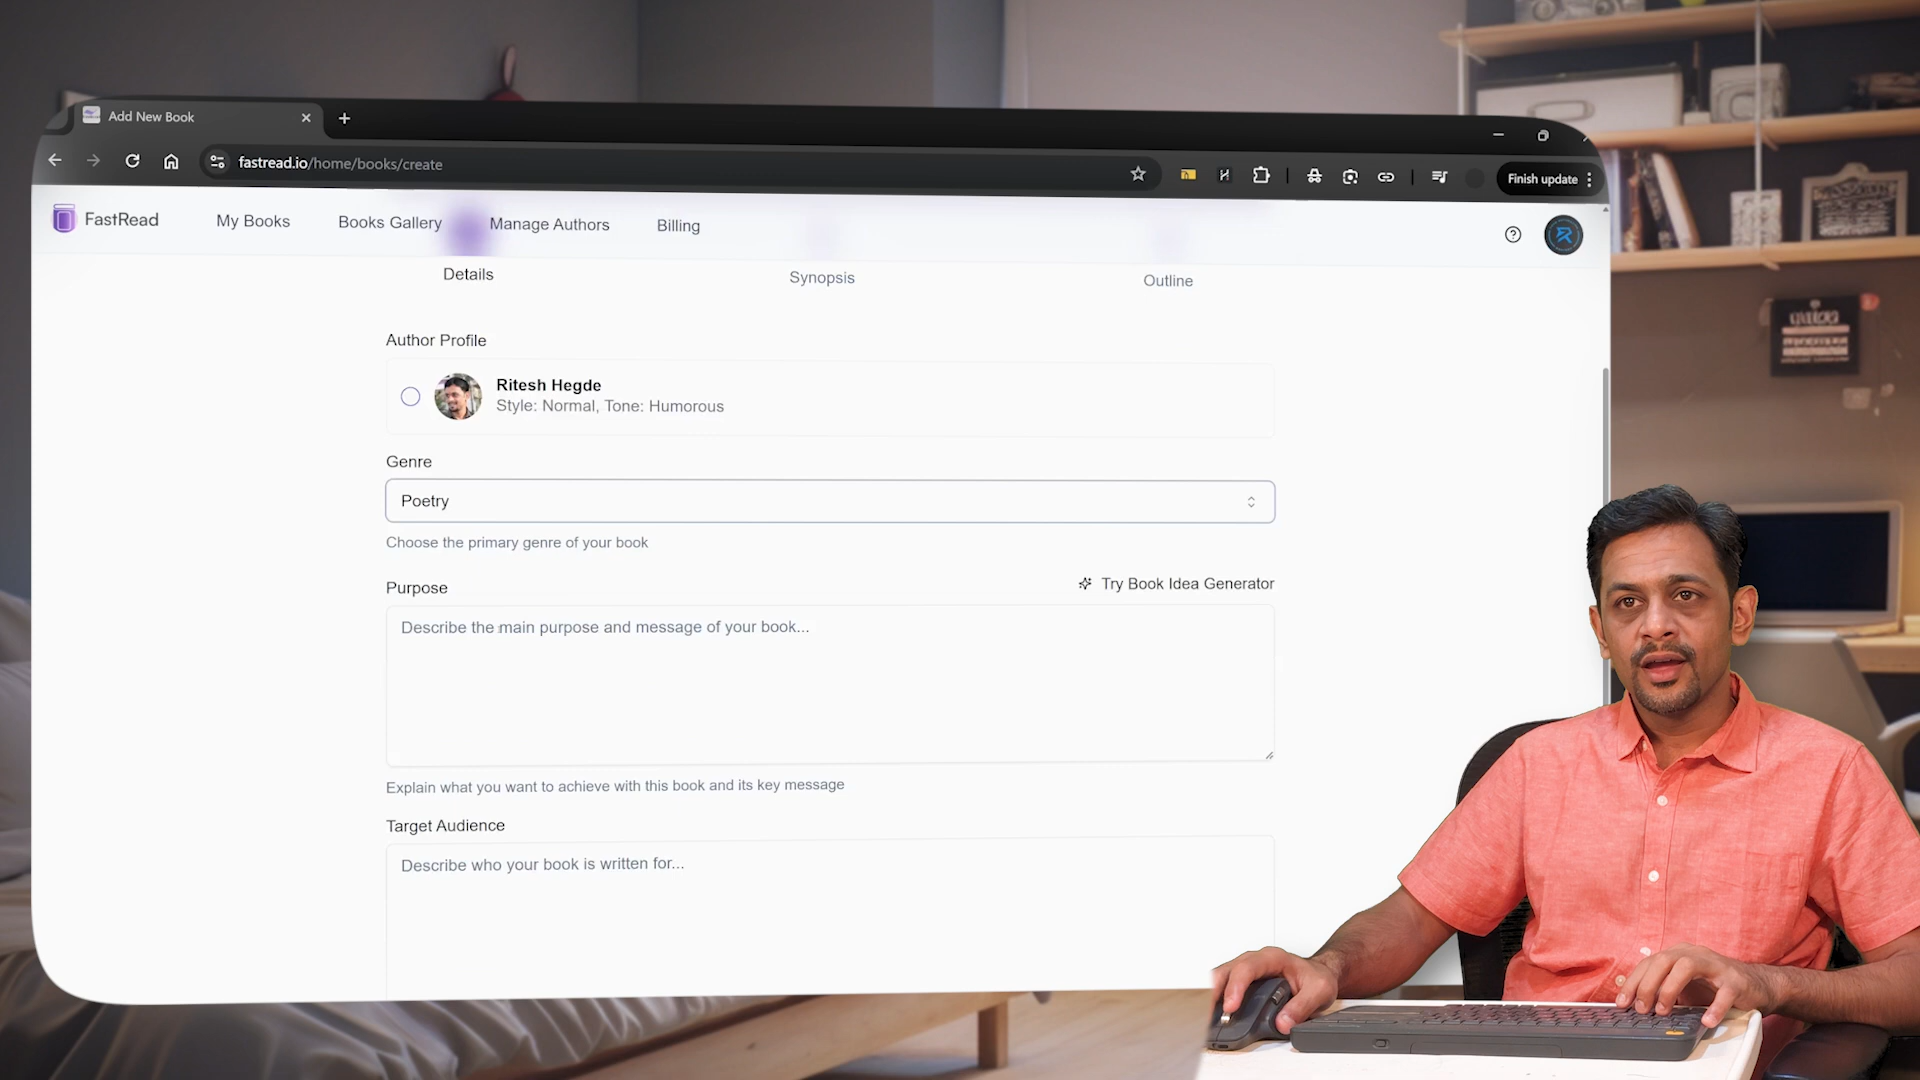 Add New Book
fastread.io/home/books/create
Finish update
FastRead
My Books
Books Gallery
Manage Authors
Billing
Details
Synopsis
Outline
Author Profile
Ritesh Hegde
Style: Normal, Tone: Humorous
Genre
Poetry
Choose the primary genre of your book
Purpose
Try Book Idea Generator
Describe the main purpose and message of your book...
Explain what you want to achieve with this book and its key message
Target Audience
Describe who your book is written for...